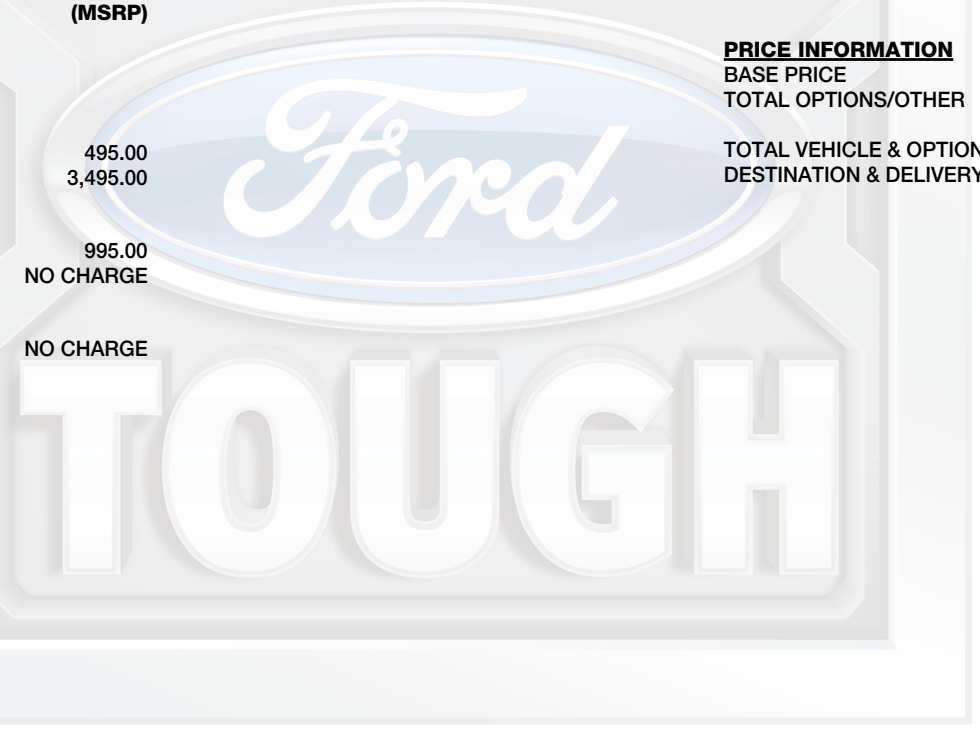 (MSRP)
495.00
3,495.00
995.00
NO CHARGE
NO CHARGE
PRICE INFORMATION
BASE PRICE
TOTAL OPTIONS/OTHER
TOTAL VEHICLE & OPTION
DESTINATION & DELIVERY
Ford
TOUGH